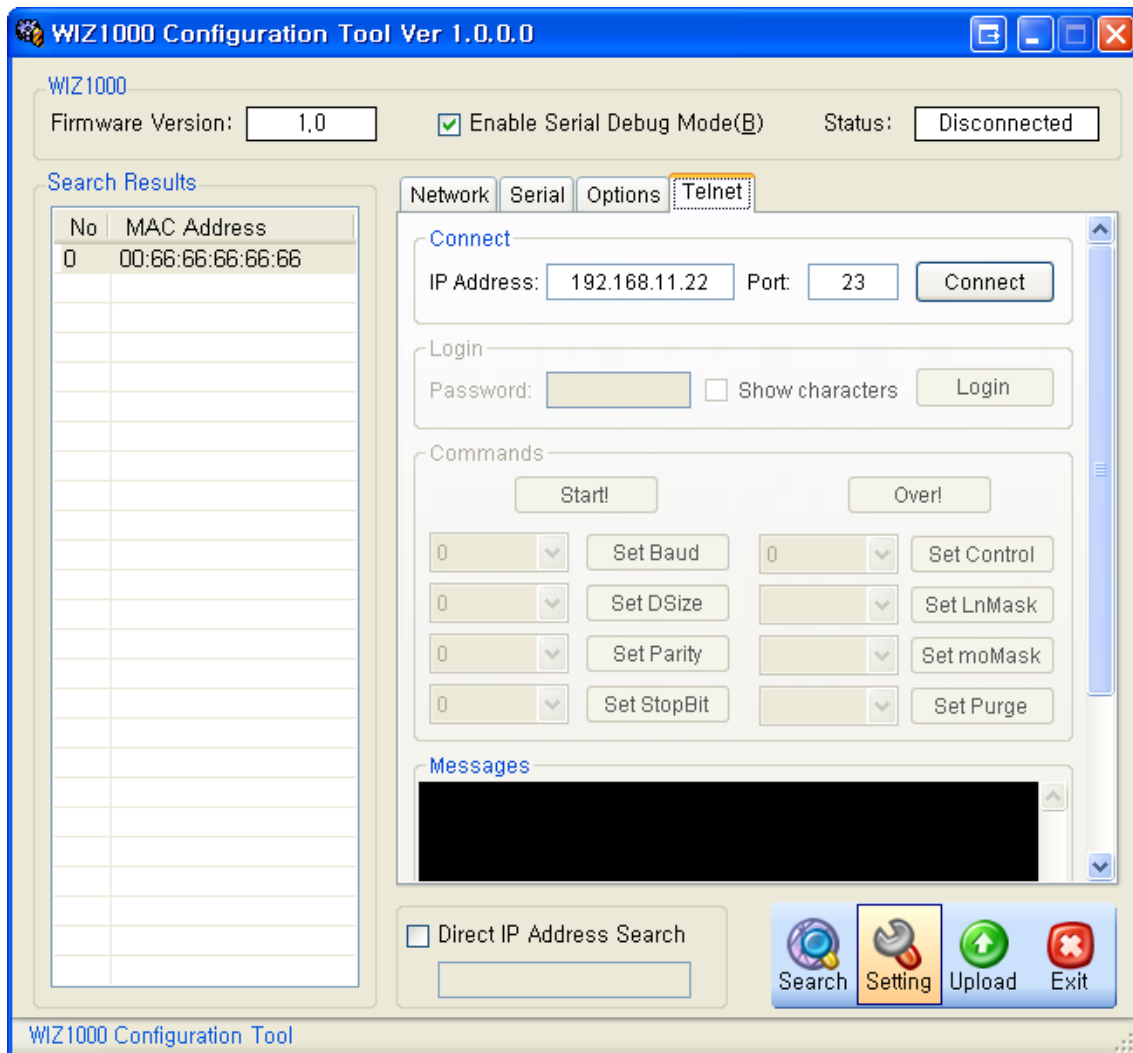 WIZ1000 Configuration Tool Ver 1.0.0.0
WIZ1000
Firmware Version: 1.0 Enable Serial Debug Mode(B) Status: Disconnected
Search Results
No MAC Address
0 00:66:66:66:66:66
Network Serial Options Telnet
Connect
IP Address: 192.168.11.22 Port: 23 Connect
Login
Password: Show characters Login
Commands
Start! Over!
0 Set Baud 0 Set Control
0 Set DSize Set LnMask
0 Set Parity Set moMask
0 Set StopBit Set Purge
Messages
Direct IP Address Search
Search Setting Upload Exit
WIZ1000 Configuration Tool